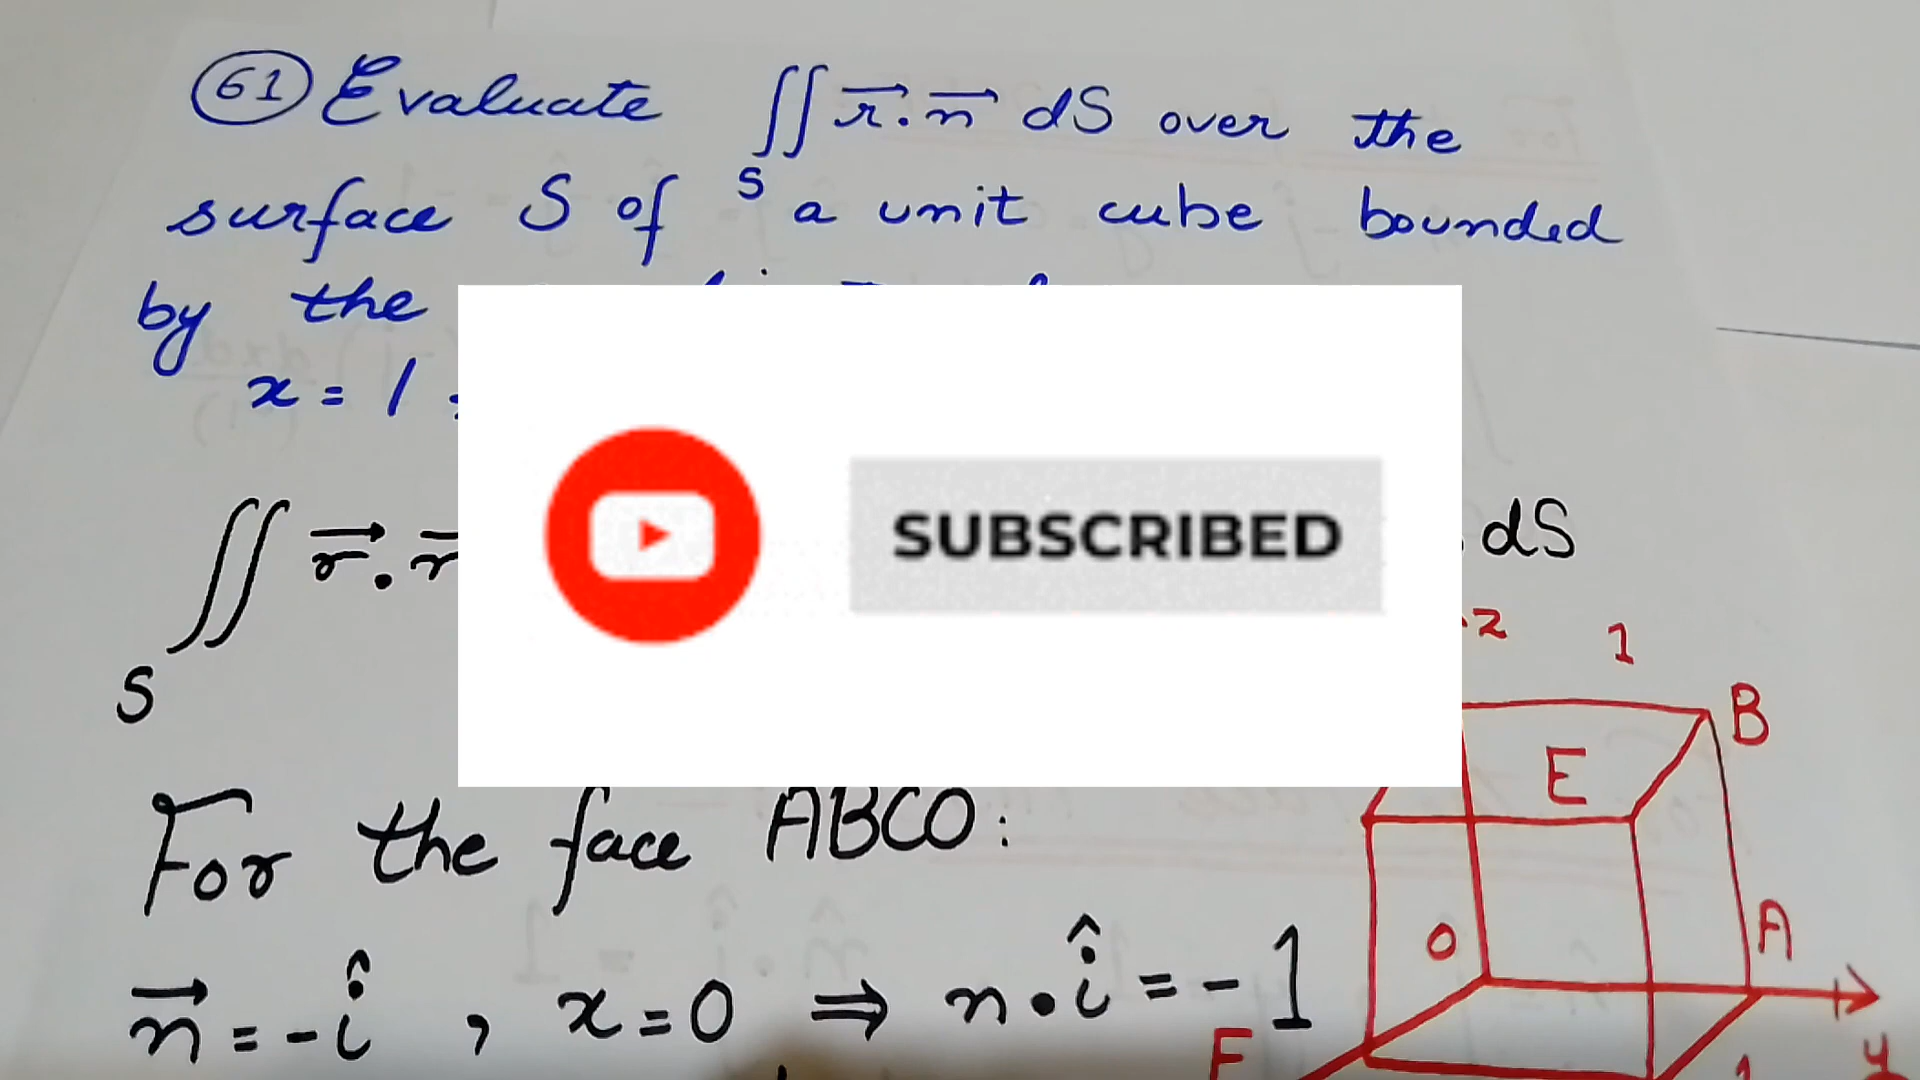 61 Evaluate ∬ r⃗.n⃗ dS over the
S
surface S of a unit cube bounded
by the
x = 1
∬ r⃗. dS
S
SUBSCRIBED
z 1
B
E
For the face ABCO:
O A
n⃗ = -î , x = 0 ⇒ n.î = -1
F
y
1